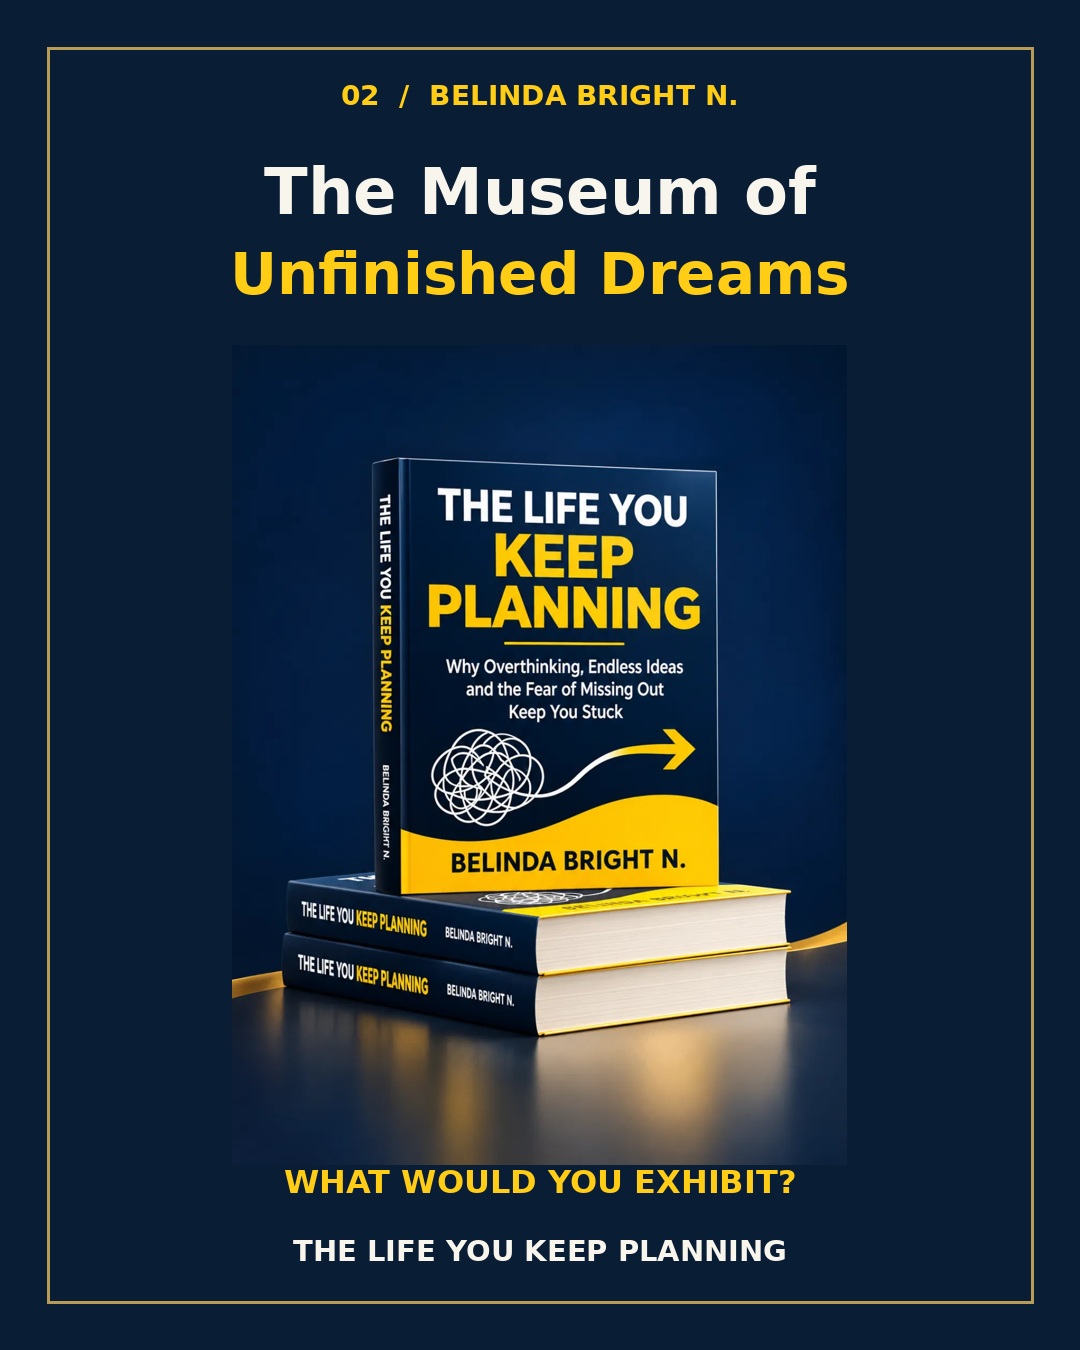 02 / BELINDA BRIGHT N.
The Museum of
Unfinished Dreams
THE LIFE YOU
KEEP
PLANNING
Why Overthinking, Endless Ideas
and the Fear of Missing Out
Keep You Stuck
BELINDA BRIGHT N.
THE LIFE YOU KEEP PLANNING
BELINDA BRIGHT N.
THE LIFE YOU KEEP PLANNING BELINDA BRIGHT N.
THE LIFE YOU KEEP PLANNING BELINDA BRIGHT N.
WHAT WOULD YOU EXHIBIT?
THE LIFE YOU KEEP PLANNING